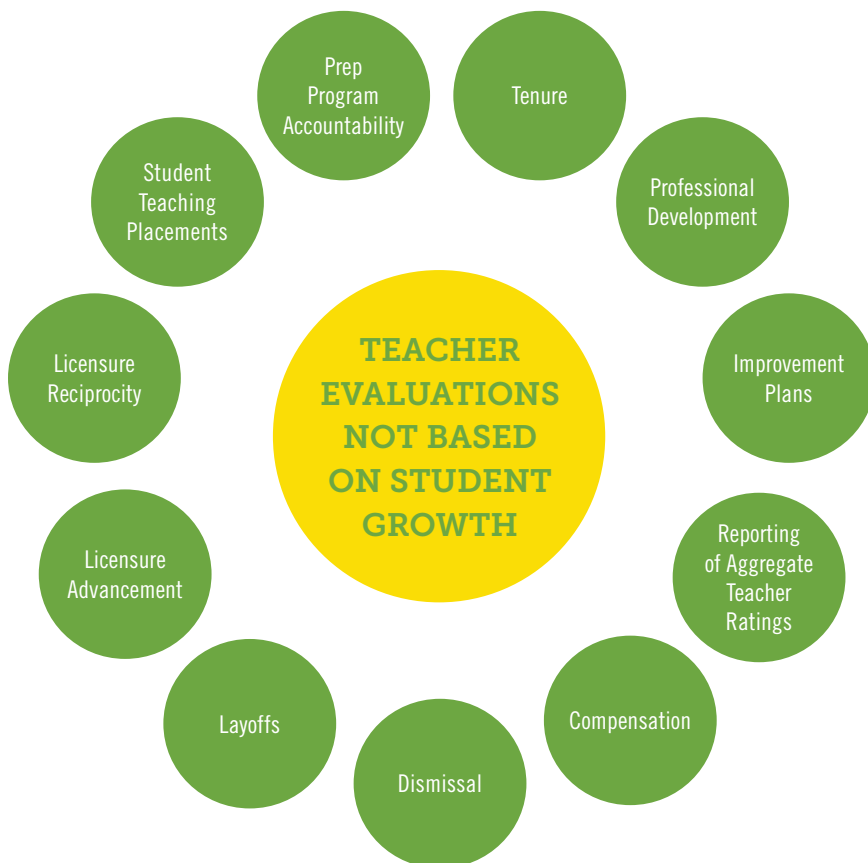 Prep
Program
Accountability
Tenure
Student
Teaching
Placements
Professional
Development
TEACHER
EVALUATIONS
NOT BASED
ON STUDENT
GROWTH
Licensure
Reciprocity
Improvement
Plans
Licensure
Advancement
Reporting
of Aggregate
Teacher
Ratings
Layoffs
Compensation
Dismissal